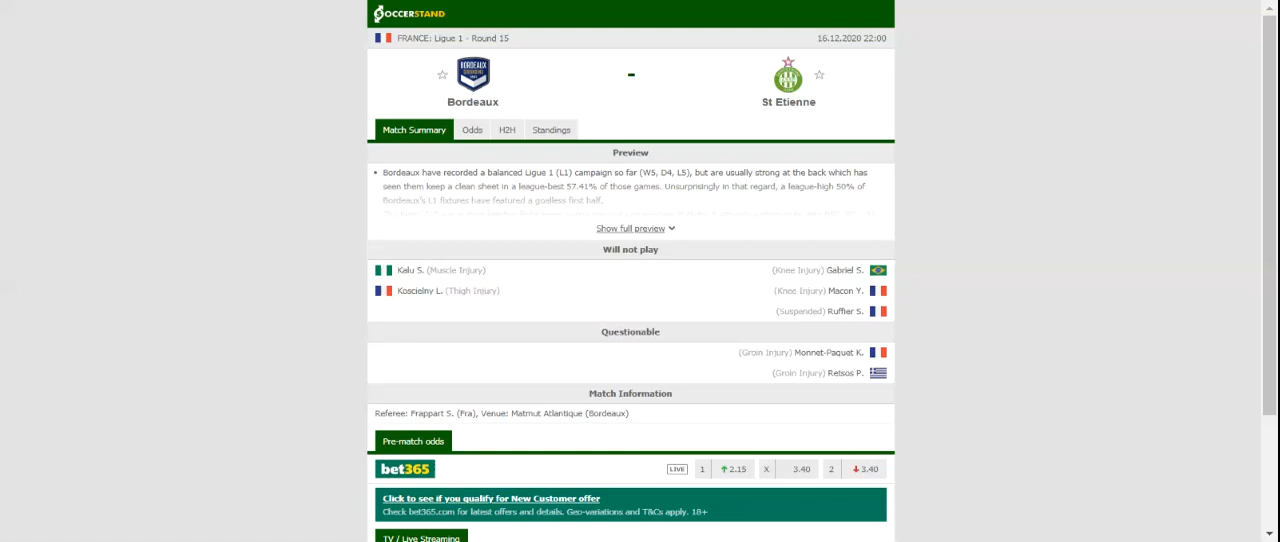 SOCCERSTAND
FRANCE: Ligue 1 - Round 15 16.12.2020 22:00
BORDEAUX
-
Bordeaux St Etienne
Match Summary Odds H2H Standings
Preview
Bordeaux have recorded a balanced Ligue 1 (L1) campaign so far (W5, D4, L5), but are usually strong at the back which has
seen them keep a clean sheet in a league-best 57.41% of those games. Unsurprisingly in that regard, a league-high 50% of
Bordeaux's L1 fixtures have featured a goalless first half.
Show full preview
Will not play
Kalu S. (Muscle Injury) (Knee Injury) Gabriel S.
Koscielny L. (Thigh Injury) (Knee Injury) Macon Y.
(Suspended) Ruffier S.
Questionable
(Groin Injury) Monnet-Paquet K.
(Groin Injury) Retsos P.
Match Information
Referee: Frappart S. (Fra), Venue: Matmut Atlantique (Bordeaux)
Pre-match odds
bet365 LIVE 1 2.15 X 3.40 2 3.40
Click to see if you qualify for New Customer offer
Check bet365.com for latest offers and details. Geo-variations and T&Cs apply. 18+
TV / Live Streaming